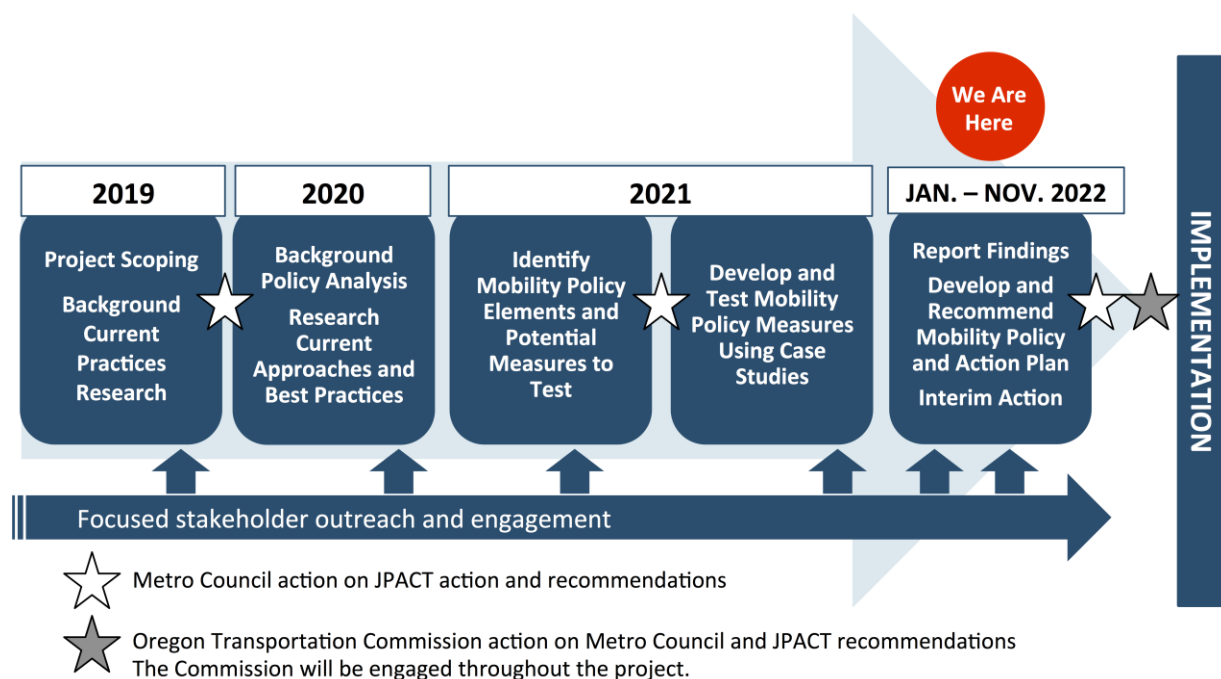 We Are
Here
2019
2020
2021
JAN. – NOV. 2022
Project Scoping
Background
Current
Practices
Research
Background
Policy Analysis
Research
Current
Approaches and
Best Practices
Identify
Mobility Policy
Elements and
Potential
Measures to
Test
Develop and
Test Mobility
Policy Measures
Using Case
Studies
Report Findings
Develop and
Recommend
Mobility Policy
and Action Plan
Interim Action
IMPLEMENTATION
Focused stakeholder outreach and engagement
Metro Council action on JPACT action and recommendations
Oregon Transportation Commission action on Metro Council and JPACT recommendations
The Commission will be engaged throughout the project.